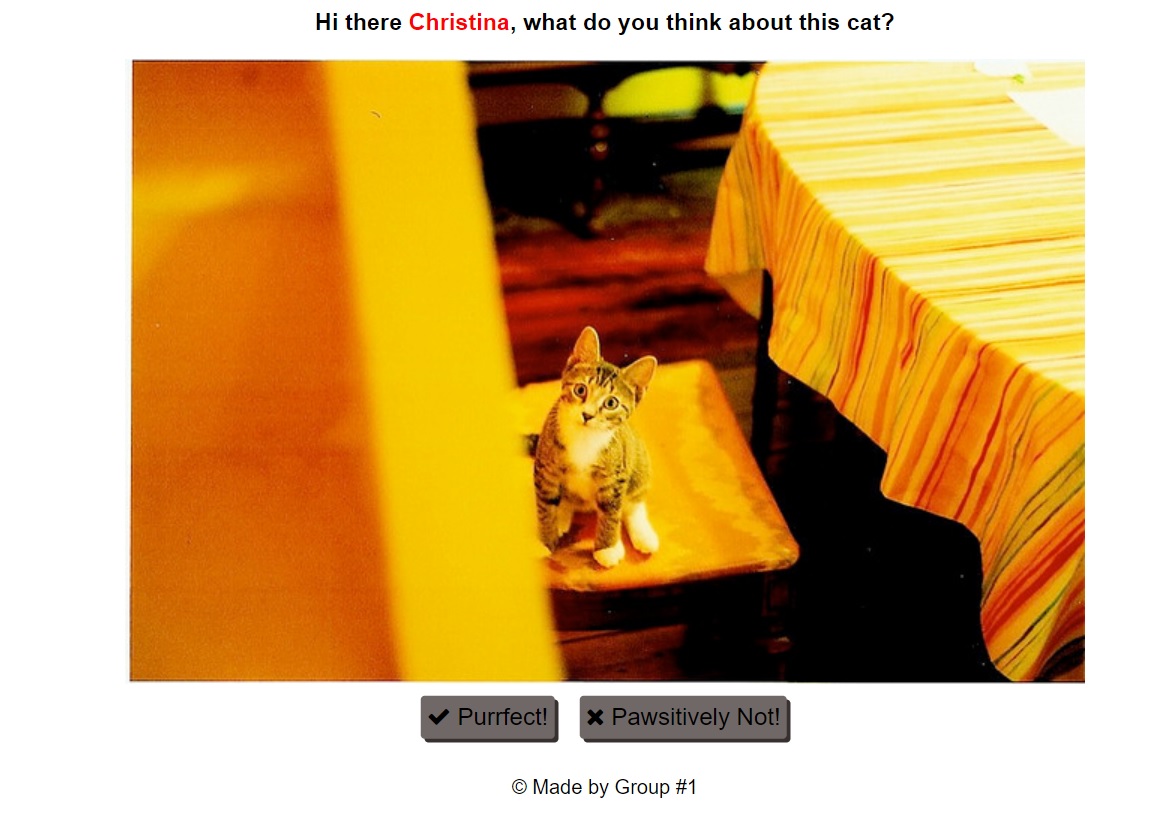 Hi there Christina, what do you think about this cat?
Purrfect!
Pawsitively Not!
© Made by Group #1